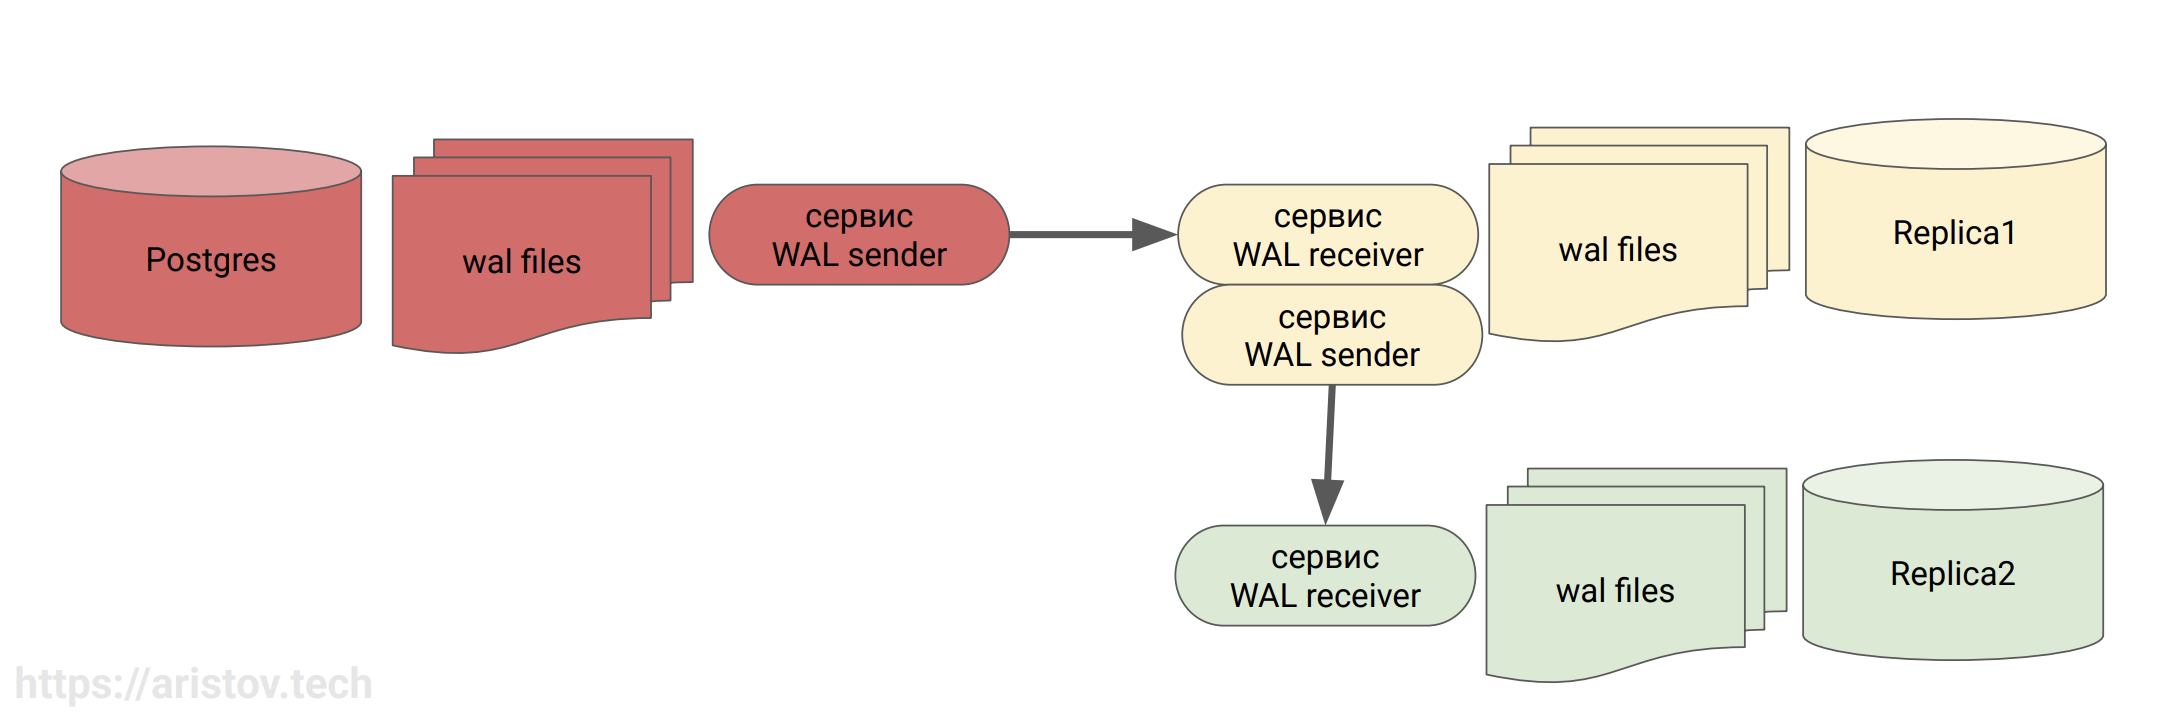 Postgres
wal files
сервис
WAL sender
сервис
WAL receiver
wal files
Replica1
сервис
WAL sender
сервис
WAL receiver
wal files
Replica2
https://aristov.tech